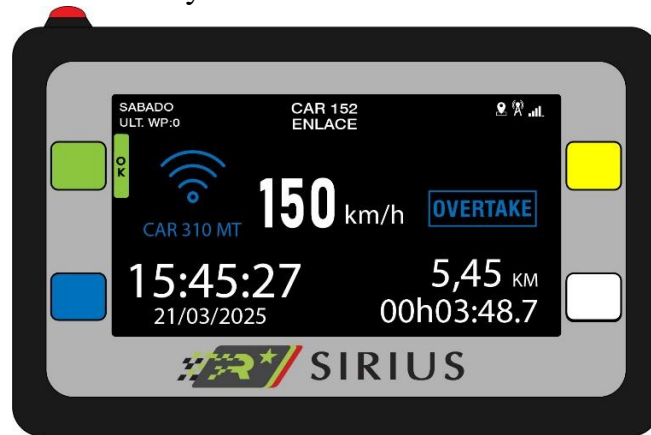 SABADO
ULT. WP:0
CAR 152
ENLACE
OK
CAR 310 MT
150 km/h
OVERTAKE
15:45:27
21/03/2025
5,45 KM
00h03:48.7
R SIRIUS